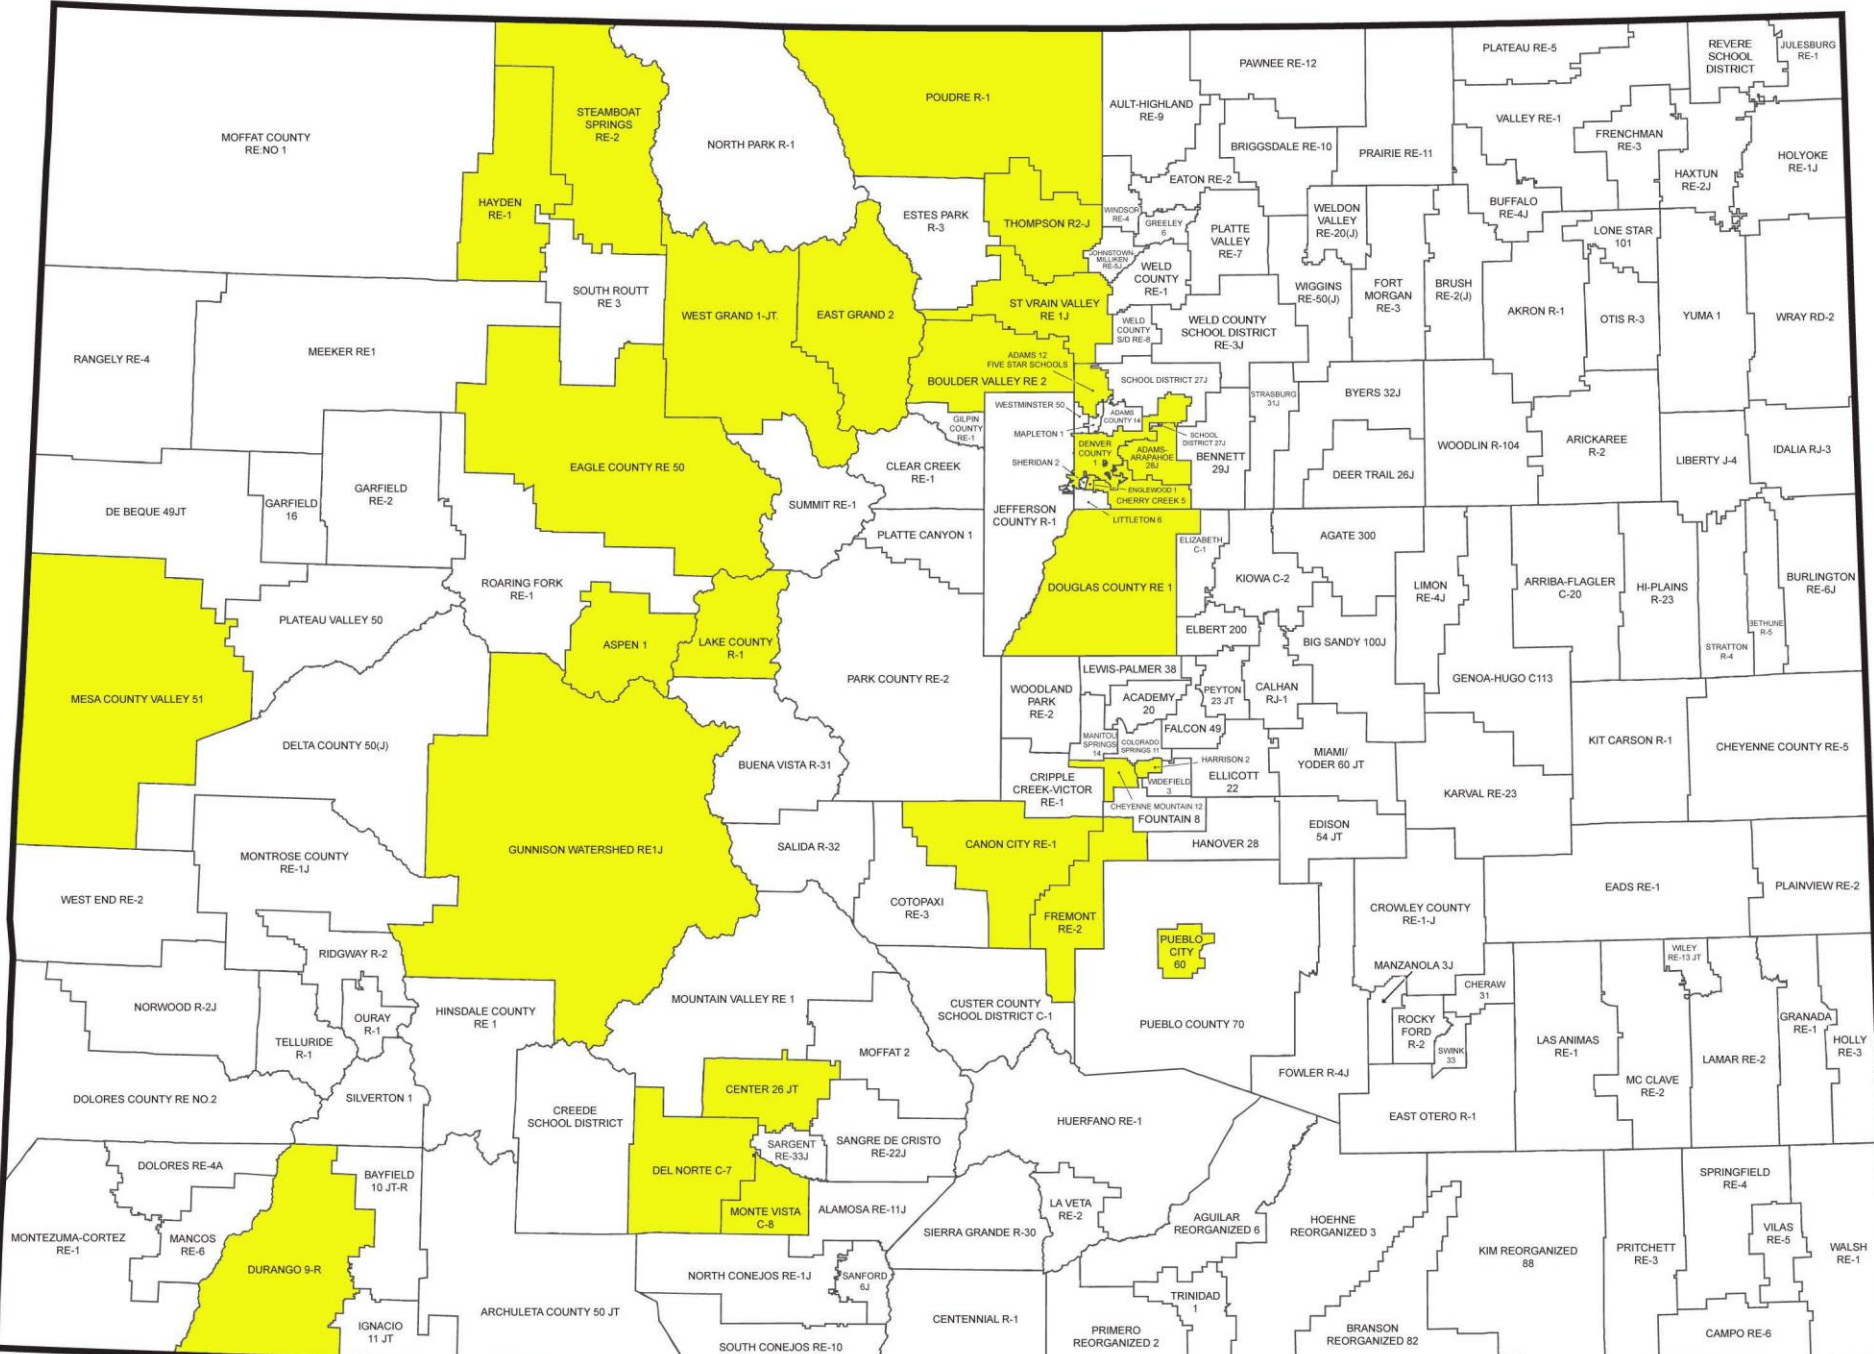 MOFFAT COUNTY
RE:NO 1
HAYDEN
RE-1
STEAMBOAT
SPRINGS
RE-2
NORTH PARK R-1
POUDRE R-1
AULT-HIGHLAND
RE-9
PAWNEE RE-12
BRIGGSDALE RE-10
PRAIRIE RE-11
PLATEAU RE-5
REVERE
SCHOOL
DISTRICT
JULESBURG
RE-1
VALLEY RE-1
FRENCHMAN
RE-3
HAXTUN
RE-2J
HOLYOKE
RE-1J
BUFFALO
RE-4J
LONE STAR
101
EATON RE-2
WINDSOR
RE-4
GREELEY
6
PLATTE
VALLEY
RE-7
WELDON
VALLEY
RE-20(J)
ESTES PARK
R-3
THOMPSON R2-J
JOHNSTOWN-
MILLIKEN
RE-5J
WELD
COUNTY
RE-1
WIGGINS
RE-50(J)
FORT
MORGAN
RE-3
BRUSH
RE-2(J)
AKRON R-1
OTIS R-3
YUMA 1
WRAY RD-2
SOUTH ROUTT
RE 3
WEST GRAND 1-JT.
EAST GRAND 2
ST VRAIN VALLEY
RE 1J
WELD
COUNTY
S/D RE-8
WELD COUNTY
SCHOOL DISTRICT
RE-3J
RANGELY RE-4
MEEKER RE1
ADAMS 12
FIVE STAR SCHOOLS
BOULDER VALLEY RE 2
SCHOOL DISTRICT 27J
STRASBURG
31J
BYERS 32J
WESTMINSTER 50
ADAMS
COUNTY 14
GILPIN
COUNTY
RE-1
MAPLETON 1
SCHOOL
DISTRICT 27J
DENVER
COUNTY
1
ADAMS-
ARAPAHOE
28J
BENNETT
29J
SHERIDAN 2
ENGLEWOOD 1
CHERRY CREEK 5
LITTLETON 6
DEER TRAIL 26J
WOODLIN R-104
ARICKAREE
R-2
LIBERTY J-4
IDALIA RJ-3
EAGLE COUNTY RE 50
CLEAR CREEK
RE-1
SUMMIT RE-1
PLATTE CANYON 1
JEFFERSON
COUNTY R-1
DE BEQUE 49JT
GARFIELD
16
GARFIELD
RE-2
ROARING FORK
RE-1
DOUGLAS COUNTY RE 1
ELIZABETH
C-1
KIOWA C-2
AGATE 300
LIMON
RE-4J
ARRIBA-FLAGLER
C-20
HI-PLAINS
R-23
STRATTON
R-4
BETHUNE
R-5
BURLINGTON
RE-6J
PLATEAU VALLEY 50
ASPEN 1
LAKE COUNTY
R-1
ELBERT 200
BIG SANDY 100J
MESA COUNTY VALLEY 51
PARK COUNTY RE-2
WOODLAND
PARK
RE-2
LEWIS-PALMER 38
ACADEMY
20
PEYTON
23 JT
CALHAN
RJ-1
GENOA-HUGO C113
MANITOU
SPRINGS
14
COLORADO
SPRINGS 11
FALCON 49
DELTA COUNTY 50(J)
BUENA VISTA R-31
HARRISON 2
MIAMI/
YODER 60 JT
KIT CARSON R-1
CHEYENNE COUNTY RE-5
CRIPPLE
CREEK-VICTOR
RE-1
WIDEFIELD
3
ELLICOTT
22
KARVAL RE-23
CHEYENNE MOUNTAIN 12
FOUNTAIN 8
EDISON
54 JT
HANOVER 28
MONTROSE COUNTY
RE-1J
GUNNISON WATERSHED RE1J
SALIDA R-32
CANON CITY RE-1
WEST END RE-2
COTOPAXI
RE-3
FREMONT
RE-2
CROWLEY COUNTY
RE-1-J
EADS RE-1
PLAINVIEW RE-2
RIDGWAY R-2
PUEBLO
CITY
60
WILEY
RE-13 JT
MANZANOLA 3J
CHERAW
31
NORWOOD R-2J
OURAY
R-1
TELLURIDE
R-1
HINSDALE COUNTY
RE 1
MOUNTAIN VALLEY RE 1
CUSTER COUNTY
SCHOOL DISTRICT C-1
PUEBLO COUNTY 70
ROCKY
FORD
R-2
SWINK
33
LAS ANIMAS
RE-1
MC CLAVE
RE-2
LAMAR RE-2
GRANADA
RE-1
HOLLY
RE-3
MOFFAT 2
FOWLER R-4J
DOLORES COUNTY RE NO.2
SILVERTON 1
CENTER 26 JT
CREEDE
SCHOOL DISTRICT
HUERFANO RE-1
EAST OTERO R-1
SARGENT
RE-33J
SANGRE DE CRISTO
RE-22J
DOLORES RE-4A
BAYFIELD
10 JT-R
DEL NORTE C-7
MONTE VISTA
C-8
ALAMOSA RE-11J
SIERRA GRANDE R-30
LA VETA
RE-2
AGUILAR
REORGANIZED 6
HOEHNE
REORGANIZED 3
SPRINGFIELD
RE-4
MONTEZUMA-CORTEZ
RE-1
MANCOS
RE-6
DURANGO 9-R
KIM REORGANIZED
88
PRITCHETT
RE-3
VILAS
RE-5
WALSH
RE-1
NORTH CONEJOS RE-1J
SANFORD
6J
TRINIDAD
1
ARCHULETA COUNTY 50 JT
CENTENNIAL R-1
IGNACIO
11 JT
SOUTH CONEJOS RE-10
PRIMERO
REORGANIZED 2
BRANSON
REORGANIZED 82
CAMPO RE-6